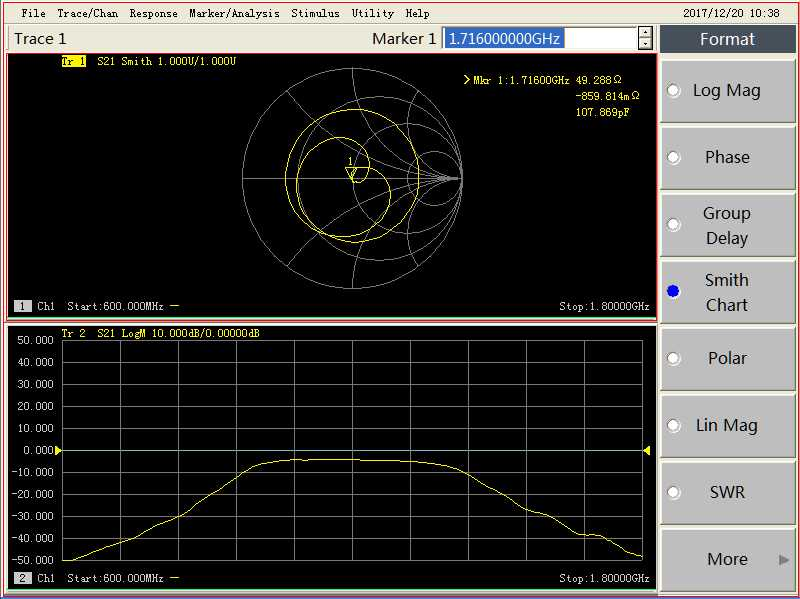 File Trace/Chan Response Marker/Analysis Stimulus Utility Help 2017/12/20 10:38
Trace 1 Marker 1 1.716000000GHz
Format
Tr 1 S21 Smith 1.000U/1.000U
>Mkr 1:1.71600GHz 49.288Ω
-859.814mΩ
107.869pF
1
1 Ch1 Start:600.000MHz — Stop:1.80000GHz
Tr 2 S21 LogM 10.000dB/0.00000dB
50.000
40.000
30.000
20.000
10.000
0.000
-10.000
-20.000
-30.000
-40.000
-50.000
2 Ch1 Start:600.000MHz — Stop:1.80000GHz
Log Mag
Phase
Group
Delay
Smith
Chart
Polar
Lin Mag
SWR
More